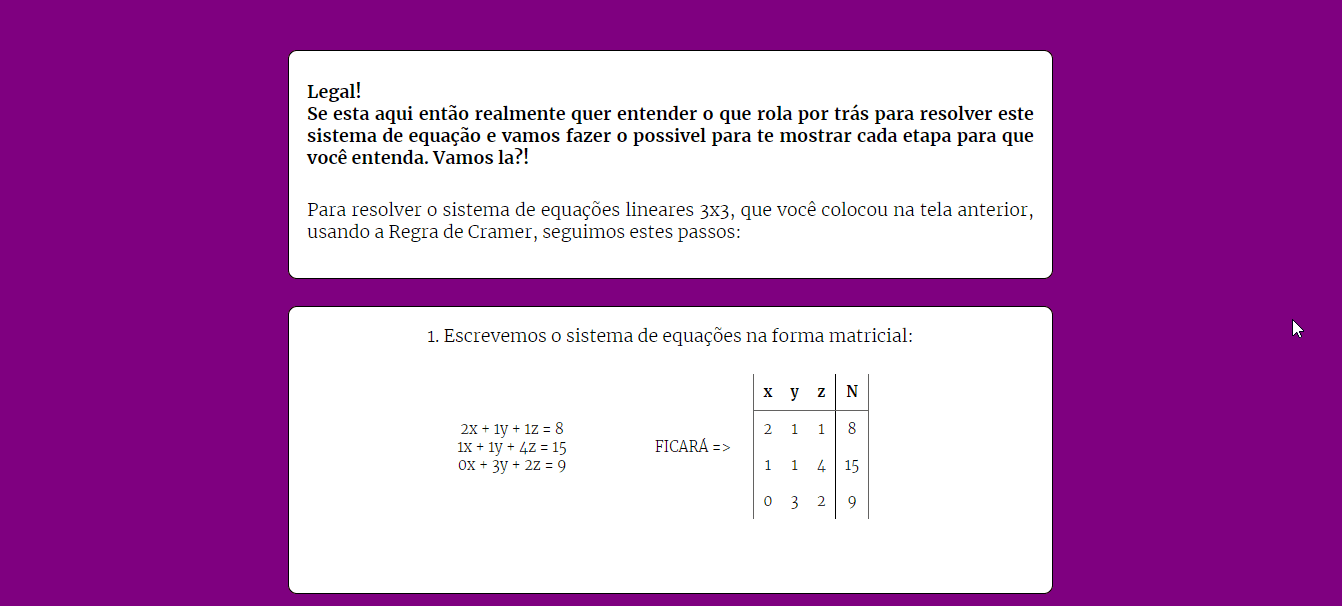 Legal!
Se esta aqui então realmente quer entender o que rola por trás para resolver este
sistema de equação e vamos fazer o possivel para te mostrar cada etapa para que
você entenda. Vamos la?!
Para resolver o sistema de equações lineares 3x3, que você colocou na tela anterior,
usando a Regra de Cramer, seguimos estes passos:
1. Escrevemos o sistema de equações na forma matricial:
2x + 1y + 1z = 8
1x + 1y + 4z = 15
0x + 3y + 2z = 9
FICARÁ =>
x y z N
2 1 1 8
1 1 4 15
0 3 2 9